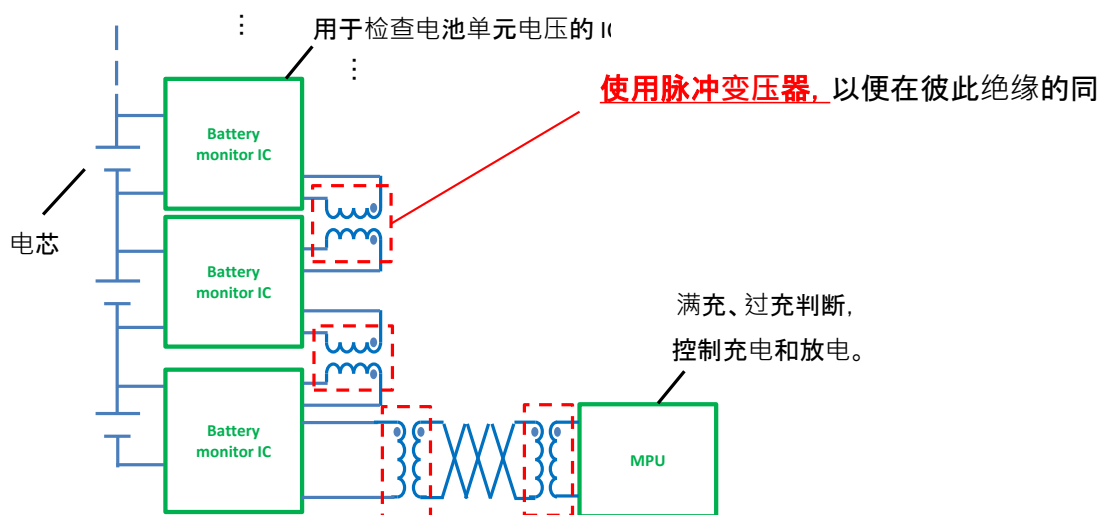 用于检查电池单元电压的 IC
使用脉冲变压器, 以便在彼此绝缘的同
Battery
monitor IC
电芯
Battery
monitor IC
满充、过充判断,
控制充电和放电。
Battery
monitor IC
MPU